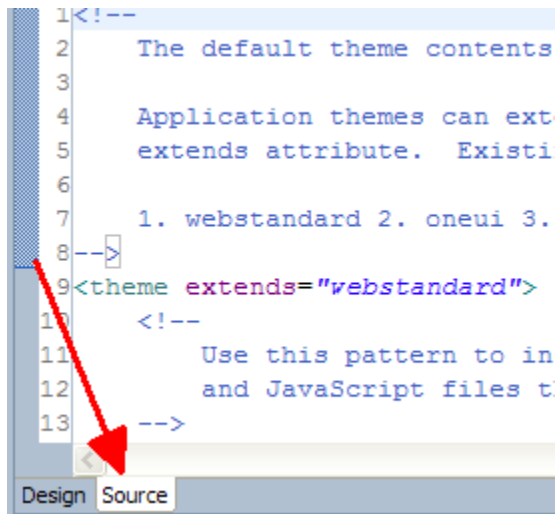 1<!--
2 The default theme contents
3
4 Application themes can ext
5 extends attribute. Existi
6
7 1. webstandard 2. oneui 3.
8-->
9<theme extends="webstandard">
10 <!--
11 Use this pattern to in
12 and JavaScript files t
13 -->
Design Source